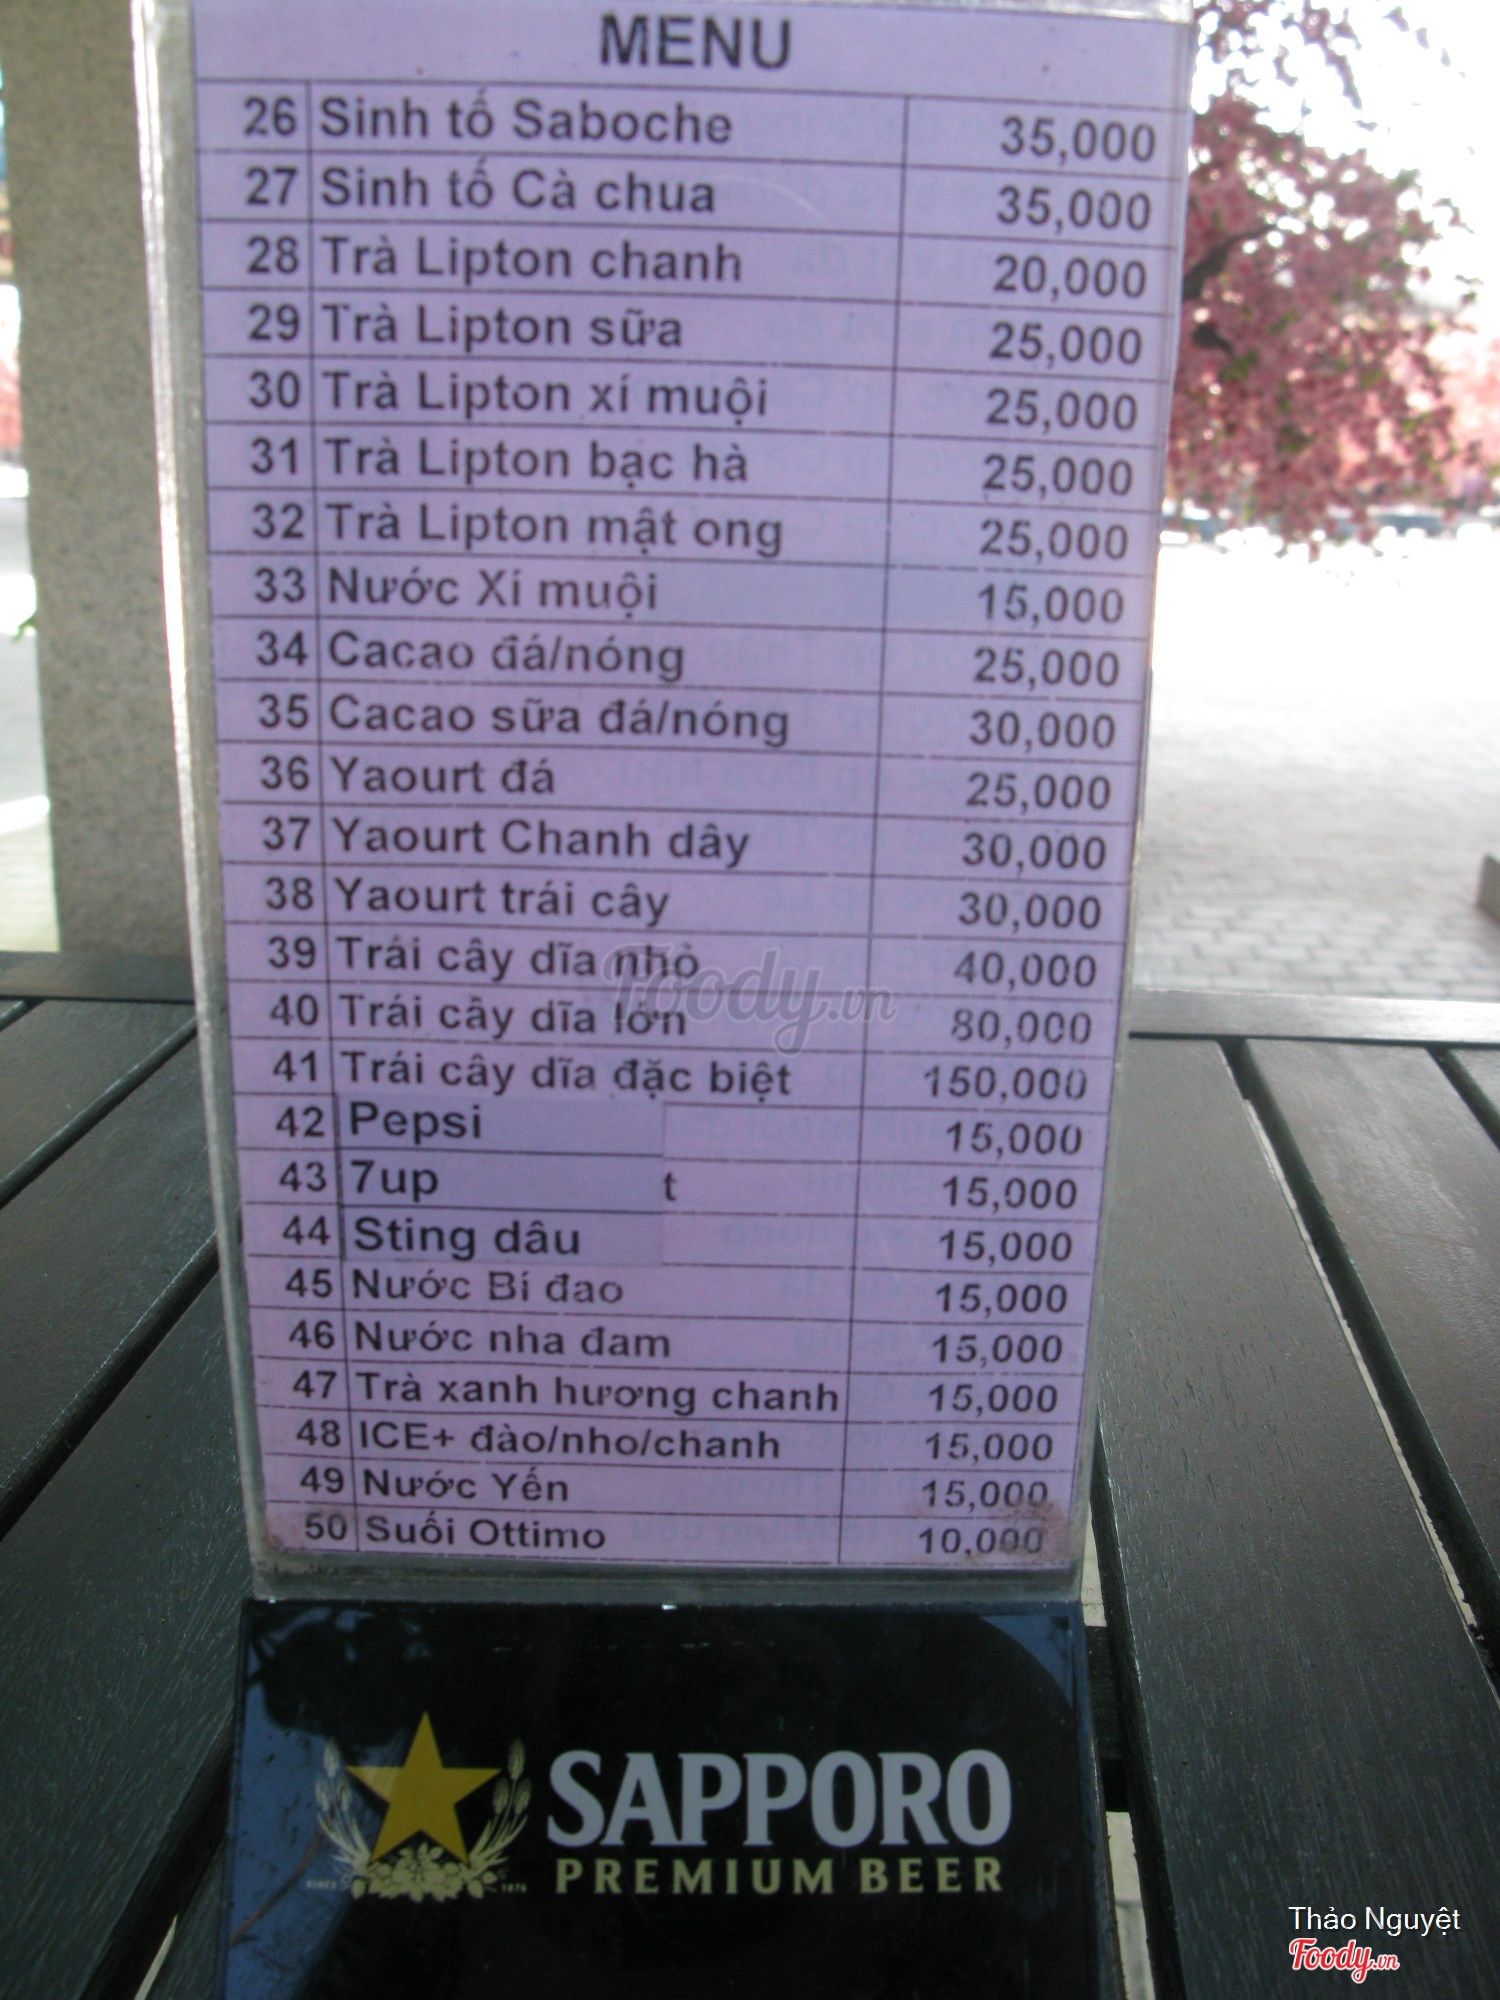 MENU
26 Sinh tố Saboche 35,000
27 Sinh tố Cà chua 35,000
28 Trà Lipton chanh 20,000
29 Trà Lipton sữa 25,000
30 Trà Lipton xí muội 25,000
31 Trà Lipton bạc hà 25,000
32 Trà Lipton mật ong 25,000
33 Nước Xí muội 15,000
34 Cacao đá/nóng 25,000
35 Cacao sữa đá/nóng 30,000
36 Yaourt đá 25,000
37 Yaourt Chanh dây 30,000
38 Yaourt trái cây 30,000
39 Trái cây dĩa nhỏ 40,000
40 Trái cây dĩa lớn 80,000
41 Trái cây dĩa đặc biệt 150,000
42 Pepsi 15,000
43 7up t 15,000
44 Sting dâu 15,000
45 Nước Bí đao 15,000
46 Nước nha đam 15,000
47 Trà xanh hương chanh 15,000
48 ICE+ đào/nho/chanh 15,000
49 Nước Yến 15,000
50 Suối Ottimo 10,000
Foody.vn
SAPPORO
PREMIUM BEER
SINCE 1876
Thảo Nguyệt
Foody.vn